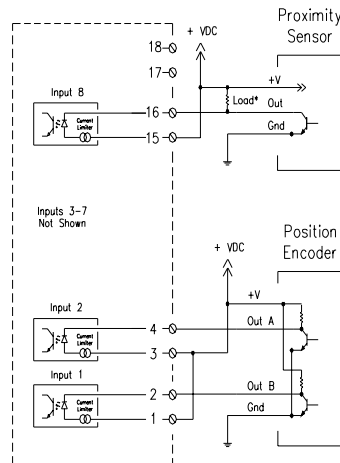 Proximity
Sensor
+ VDC
18
17
+V
Input 8
Load*
16
Out
Current
Limiter
Gnd
15
Inputs 3-7
Not Shown
Position
Encoder
+ VDC
+V
Input 2
4
Out A
Current
Limiter
3
Input 1
2
Out B
Current
Limiter
Gnd
1